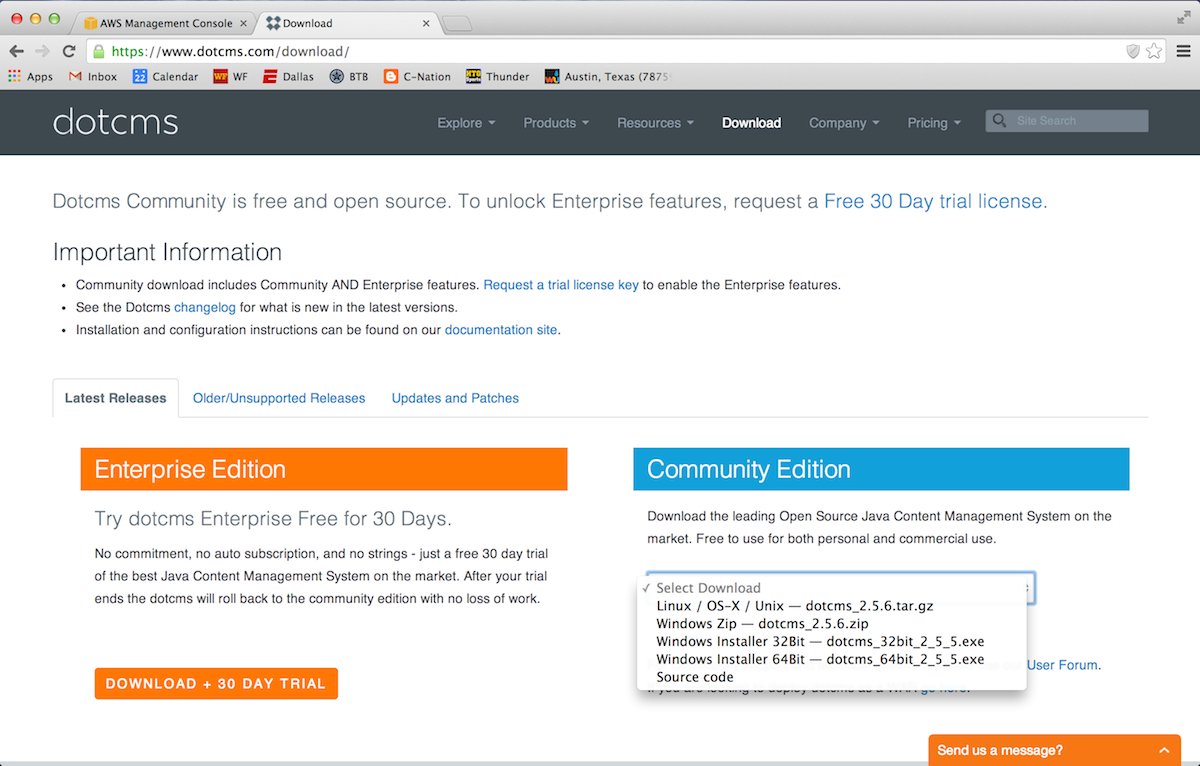 AWS Management Console
Download
https://www.dotcms.com/download/
Apps
Inbox
22
Calendar
WF
WF
Dallas
BTB
C-Nation
Thunder
Austin, Texas (7875
dotcms
Explore
Products
Resources
Download
Company
Pricing
Site Search
Dotcms Community is free and open source. To unlock Enterprise features, request a Free 30 Day trial license.
Important Information
• Community download includes Community AND Enterprise features. Request a trial license key to enable the Enterprise features.
• See the Dotcms changelog for what is new in the latest versions.
• Installation and configuration instructions can be found on our documentation site.
Latest Releases
Older/Unsupported Releases
Updates and Patches
Enterprise Edition
Try dotcms Enterprise Free for 30 Days.
No commitment, no auto subscription, and no strings - just a free 30 day trial
of the best Java Content Management System on the market. After your trial
ends the dotcms will roll back to the community edition with no loss of work.
DOWNLOAD + 30 DAY TRIAL
Community Edition
Download the leading Open Source Java Content Management System on the
market. Free to use for both personal and commercial use.
✓ Select Download
Linux / OS-X / Unix — dotcms_2.5.6.tar.gz
Windows Zip — dotcms_2.5.6.zip
Windows Installer 32Bit — dotcms_32bit_2_5_5.exe
Windows Installer 64Bit — dotcms_64bit_2_5_5.exe
Source code
User Forum.
If you are looking to deploy dotcms as a WAR go here.
Send us a message?